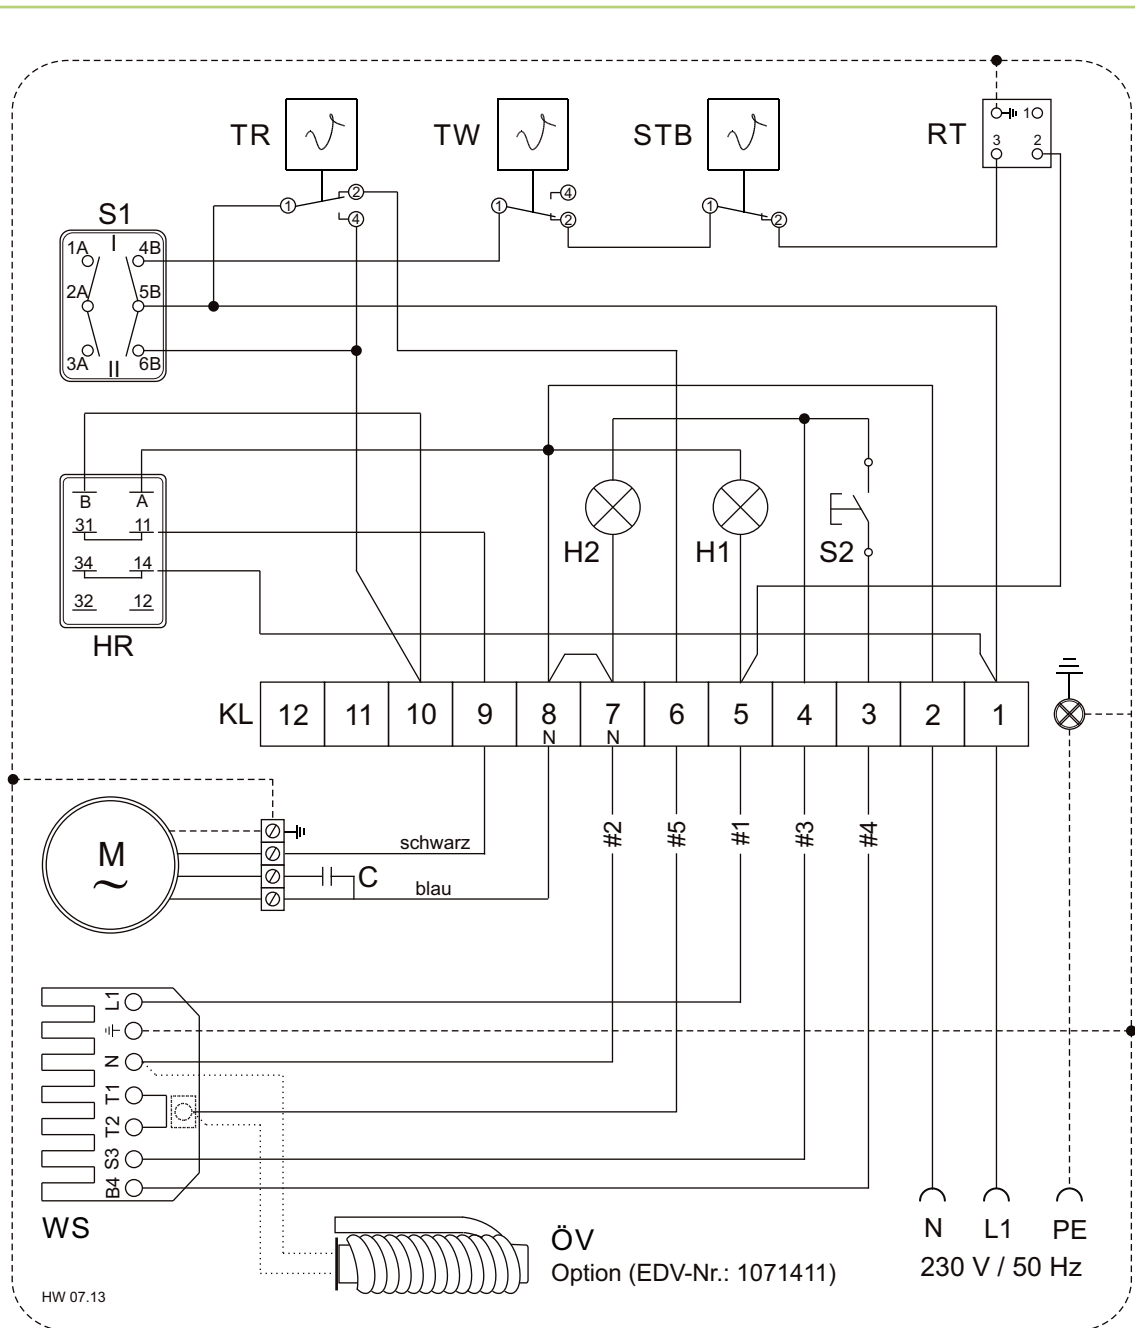 TR
TW
STB
RT
1
3
2
1
2
4
1
4
2
1
2
S1
1A
I
4B
2A
5B
3A
II
6B
B
A
31
11
34
14
32
12
HR
H2
H1
S2
KL
12
11
10
9
8
7
6
5
4
3
2
1
N
N
M
~
schwarz
C
blau
#2
#5
#1
#3
#4
L1
N
T1
T2
S3
B4
WS
ÖV
Option (EDV-Nr.: 1071411)
N
L1
PE
230 V / 50 Hz
HW 07.13